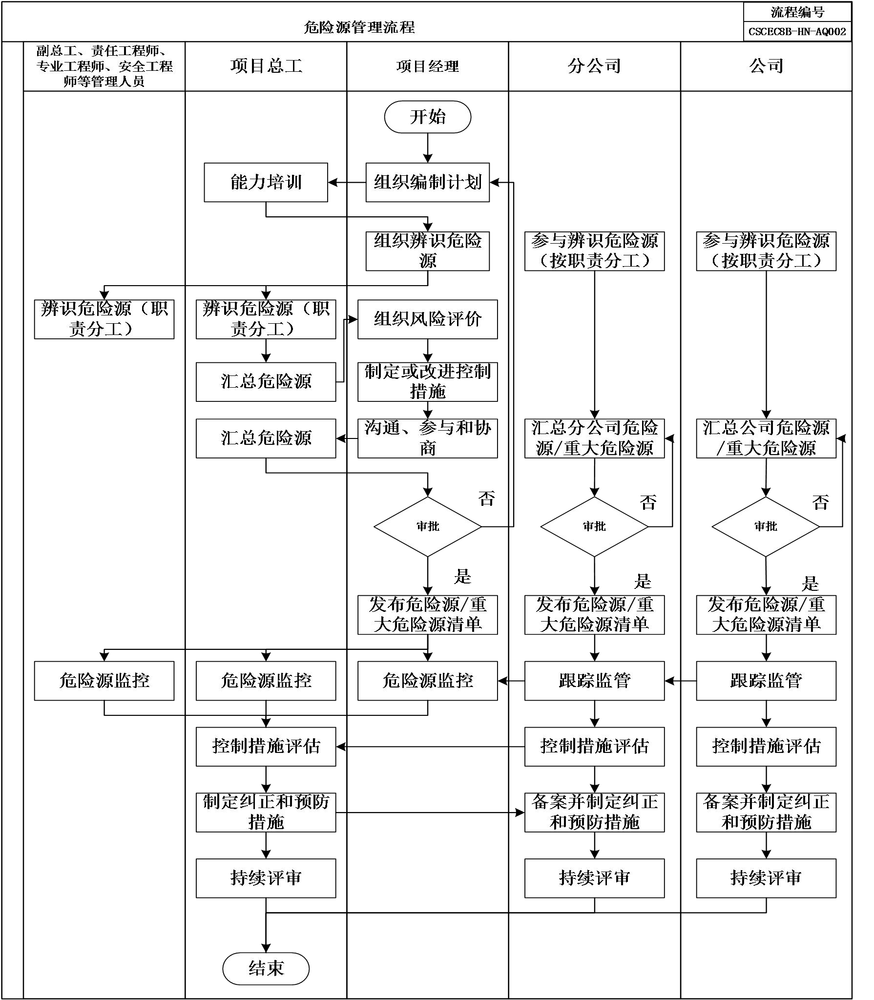 流程编号
危险源管理流程
CSCEC8B-HN-AQ002
副总工、责任工程师、
专业工程师、安全工程
师等管理人员
项目总工
项目经理
分公司
公司
开始
能力培训
组织编制计划
组织辨识危险
源
参与辨识危险源
（按职责分工）
参与辨识危险源
（按职责分工）
辨识危险源（职
责分工）
辨识危险源（职
责分工）
组织风险评价
汇总危险源
制定或改进控制
措施
汇总危险源
沟通、参与和协
商
汇总分公司危险
源/重大危险源
汇总公司危险源
/重大危险源
否
否
否
审批
审批
审批
是
是
是
发布危险源/重
大危险源清单
发布危险源/重
大危险源清单
发布危险源/重
大危险源清单
危险源监控
危险源监控
危险源监控
跟踪监管
跟踪监管
控制措施评估
控制措施评估
控制措施评估
制定纠正和预防
措施
备案并制定纠正
和预防措施
备案并制定纠正
和预防措施
持续评审
持续评审
持续评审
结束